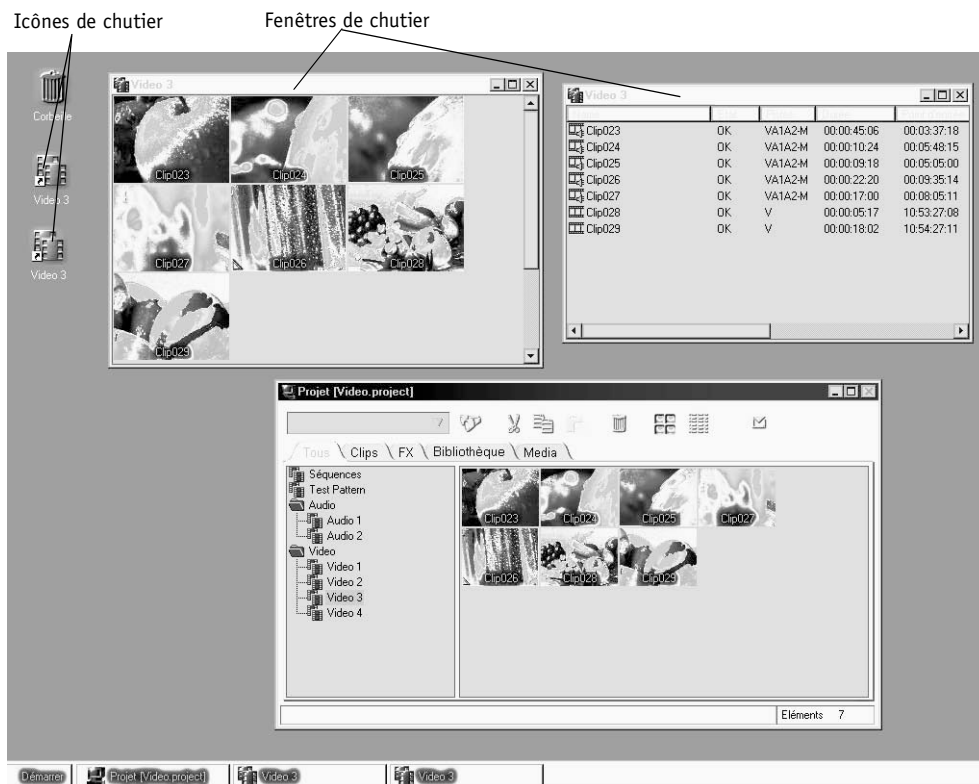 Icônes de chutier
Fenêtres de chutier
Corbeille
Video 3
Video 3
Video 3
Clip023
Clip024
Clip025
Clip027
Clip026
Clip028
Clip029
Video 3
Clip023 OK VA1A2-M 00:00:45:06 00:03:37:18
Clip024 OK VA1A2-M 00:00:10:24 00:05:48:15
Clip025 OK VA1A2-M 00:00:09:18 00:05:05:00
Clip026 OK VA1A2-M 00:00:22:20 00:09:35:14
Clip027 OK VA1A2-M 00:00:17:00 00:08:05:11
Clip028 OK V 00:00:05:17 10:53:27:08
Clip029 OK V 00:00:18:02 10:54:27:11
Projet [Video.project]
7
Tous Clips FX Bibliothèque Media
Séquences
Test Pattern
Audio
Audio 1
Audio 2
Video
Video 1
Video 2
Video 3
Video 4
Clip023
Clip024
Clip025
Clip027
Clip026
Clip028
Clip029
Eléments 7
Démarrer Projet [Video.project] Video 3 Video 3